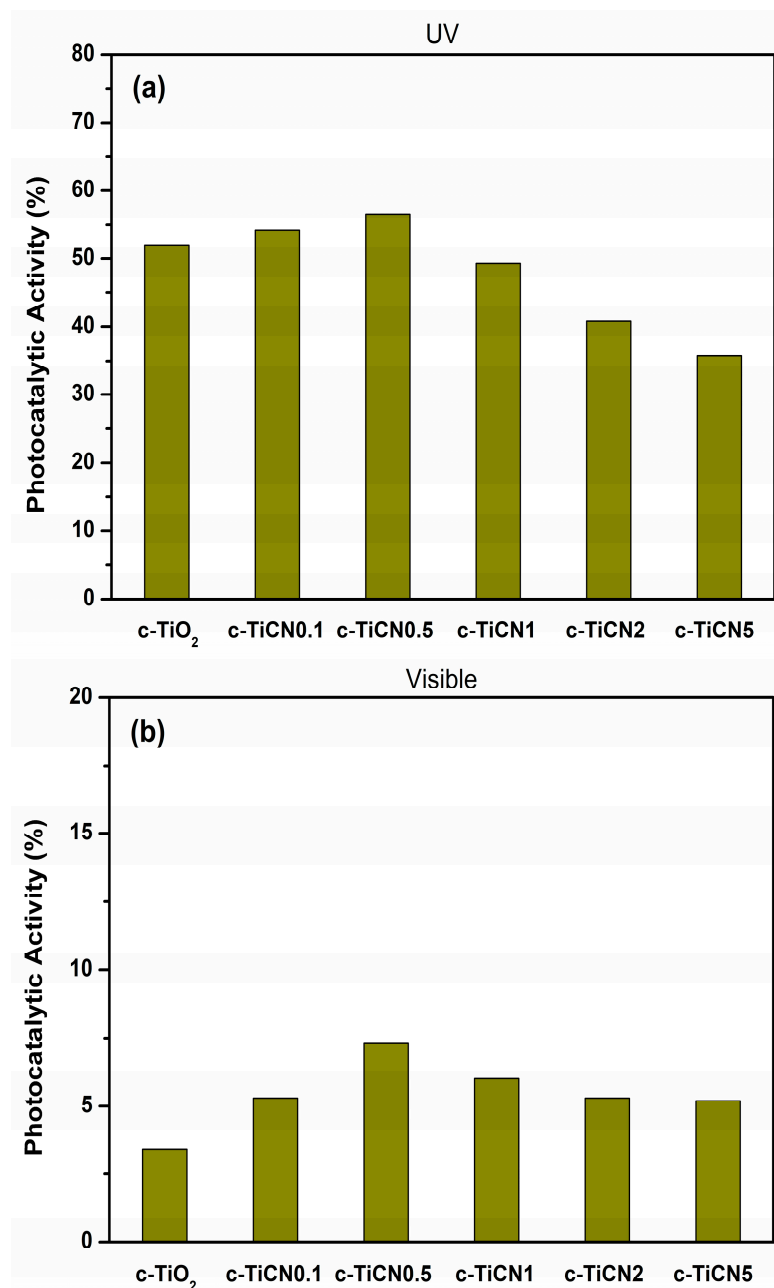 UV
(a)
Photocatalytic Activity (%)
80
70
60
50
40
30
20
10
0
c-TiO₂ c-TiCN0.1 c-TiCN0.5 c-TiCN1 c-TiCN2 c-TiCN5
Visible
(b)
Photocatalytic Activity (%)
20
15
10
5
0
c-TiO₂ c-TiCN0.1 c-TiCN0.5 c-TiCN1 c-TiCN2 c-TiCN5